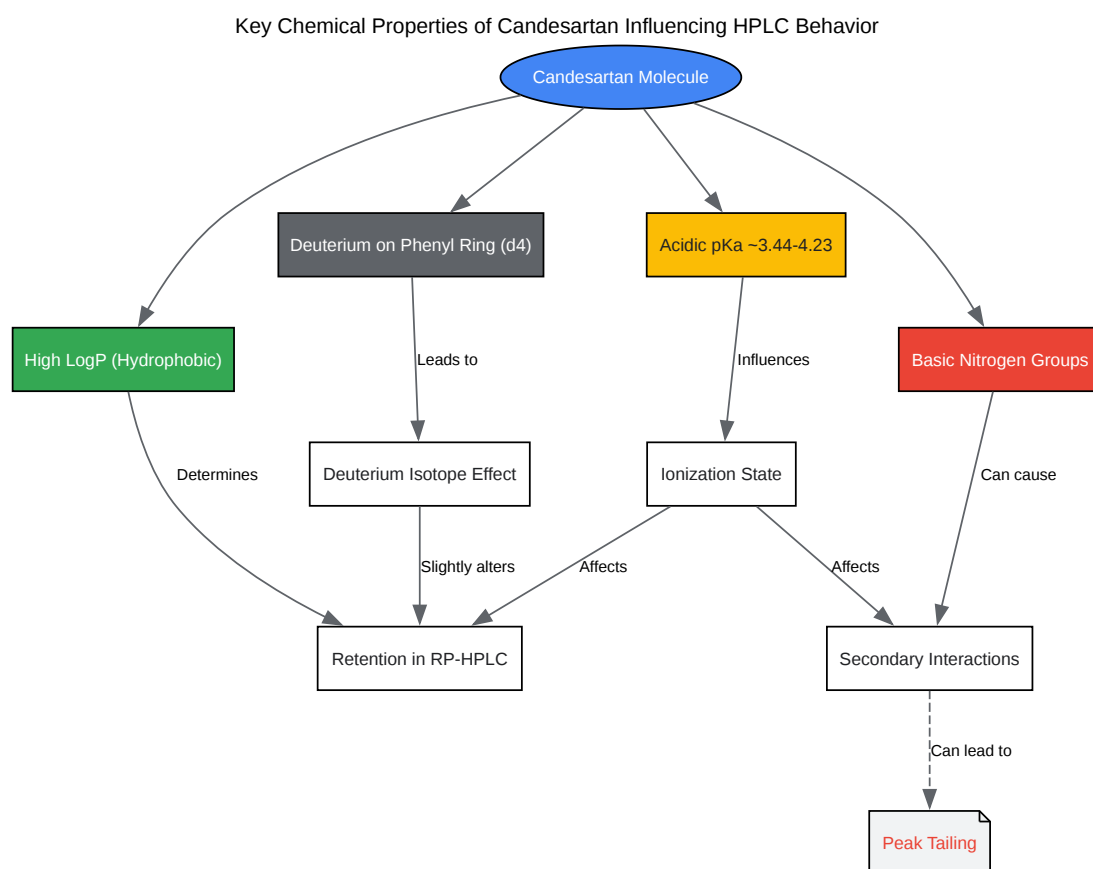 Key Chemical Properties of Candesartan Influencing HPLC Behavior
Candesartan Molecule
Deuterium on Phenyl Ring (d4)
Acidic pKa ~3.44-4.23
High LogP (Hydrophobic)
Leads to
Influences
Basic Nitrogen Groups
Determines
Deuterium Isotope Effect
Ionization State
Can cause
Slightly alters
Affects
Affects
Retention in RP-HPLC
Secondary Interactions
Can lead to
Peak Tailing